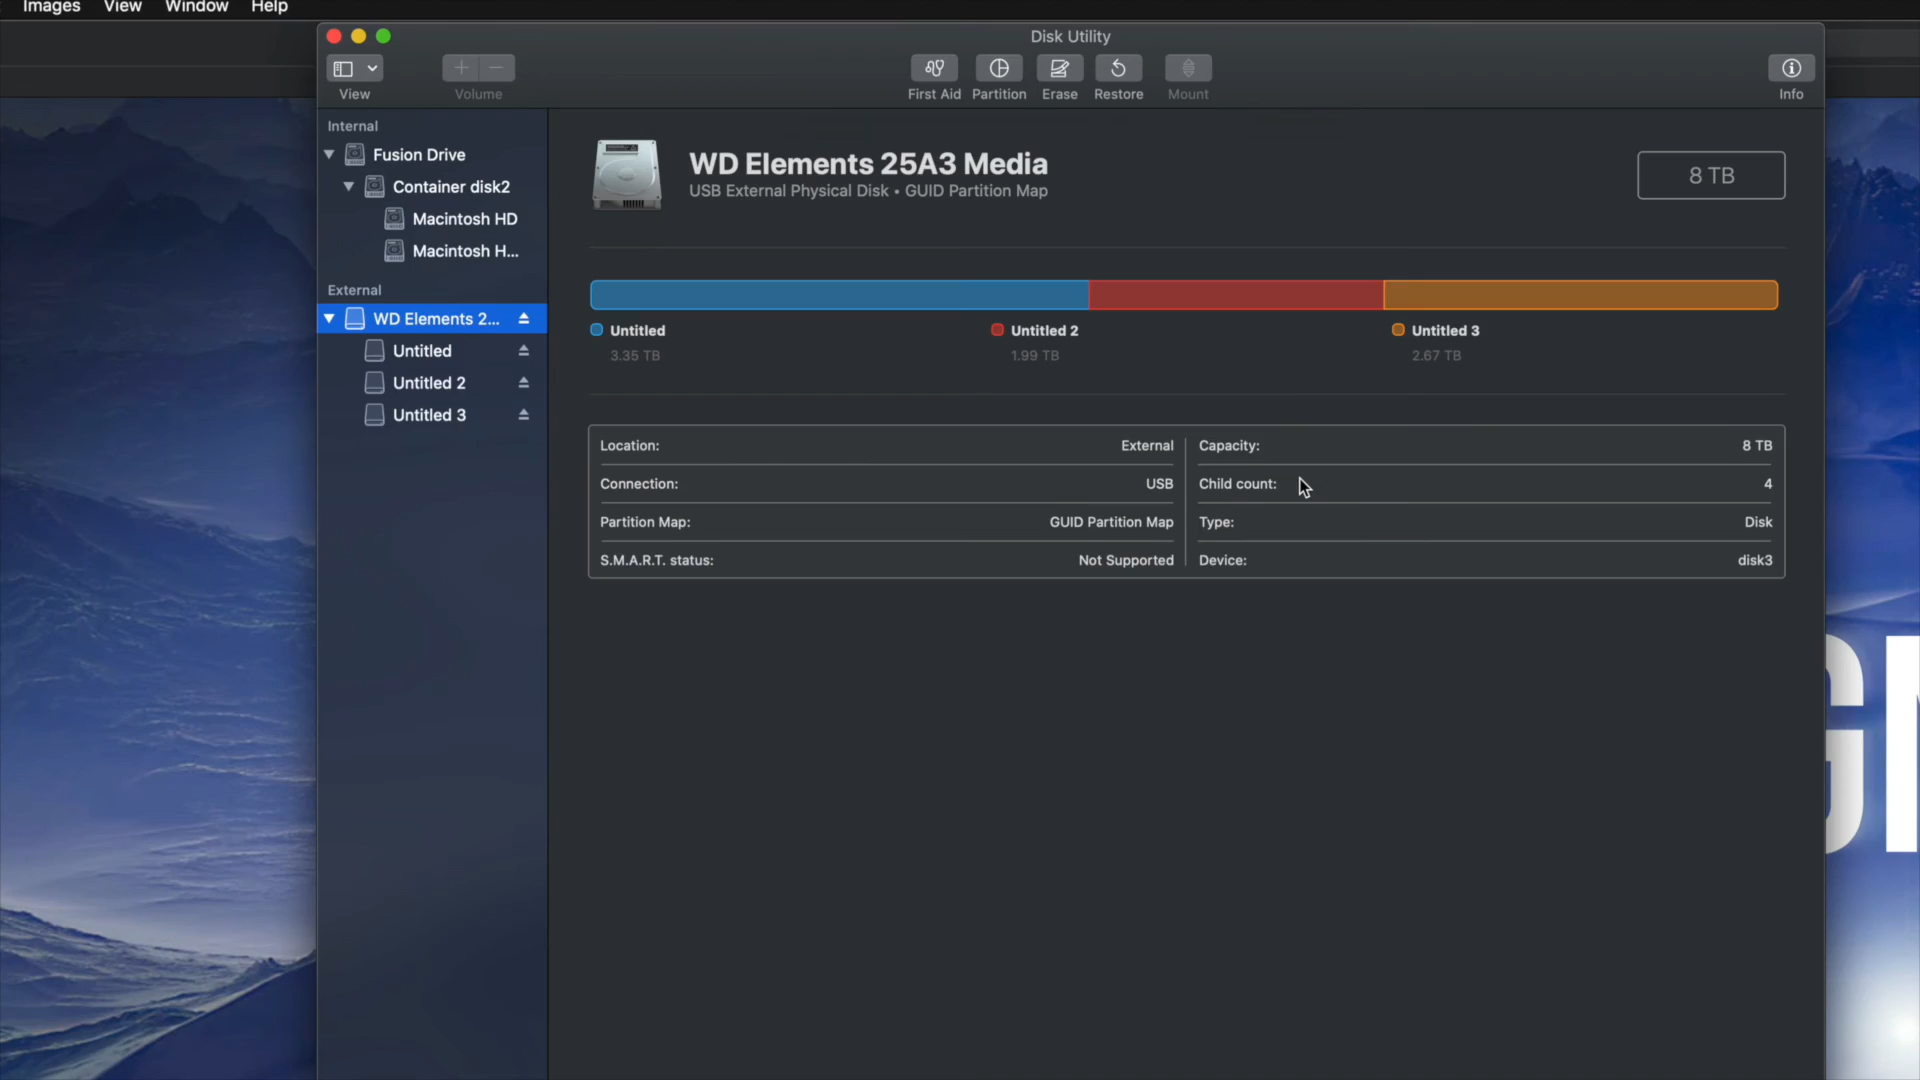 Images View Window Help
Disk Utility
View
Volume
First Aid
Partition
Erase
Restore
Mount
Info
Internal
Fusion Drive
Container disk2
Macintosh HD
Macintosh H...
External
WD Elements 2...
Untitled
Untitled 2
Untitled 3
WD Elements 25A3 Media
USB External Physical Disk • GUID Partition Map
8 TB
Untitled
3.35 TB
Untitled 2
1.99 TB
Untitled 3
2.67 TB
Location: External
Connection: USB
Partition Map: GUID Partition Map
S.M.A.R.T. status: Not Supported
Capacity: 8 TB
Child count: 4
Type: Disk
Device: disk3